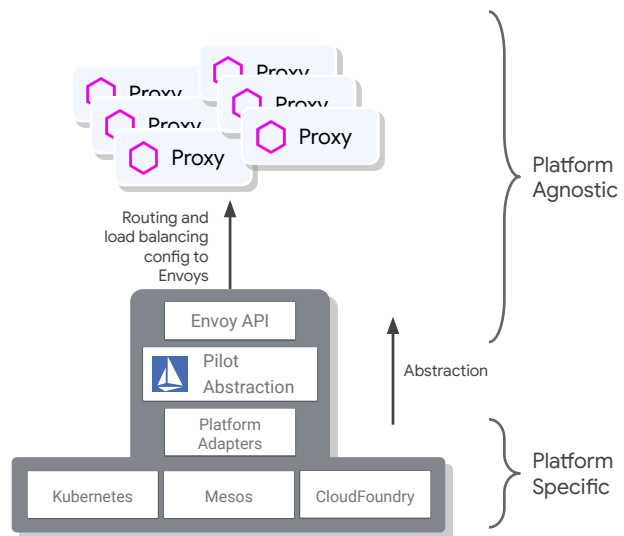 Proxy
Proxy
Proxy
Proxy
Proxy
Proxy
Platform
Agnostic
Routing and
load balancing
config to
Envoys
Envoy API
Pilot
Abstraction
Abstraction
Platform
Adapters
Platform
Specific
Kubernetes
Mesos
CloudFoundry